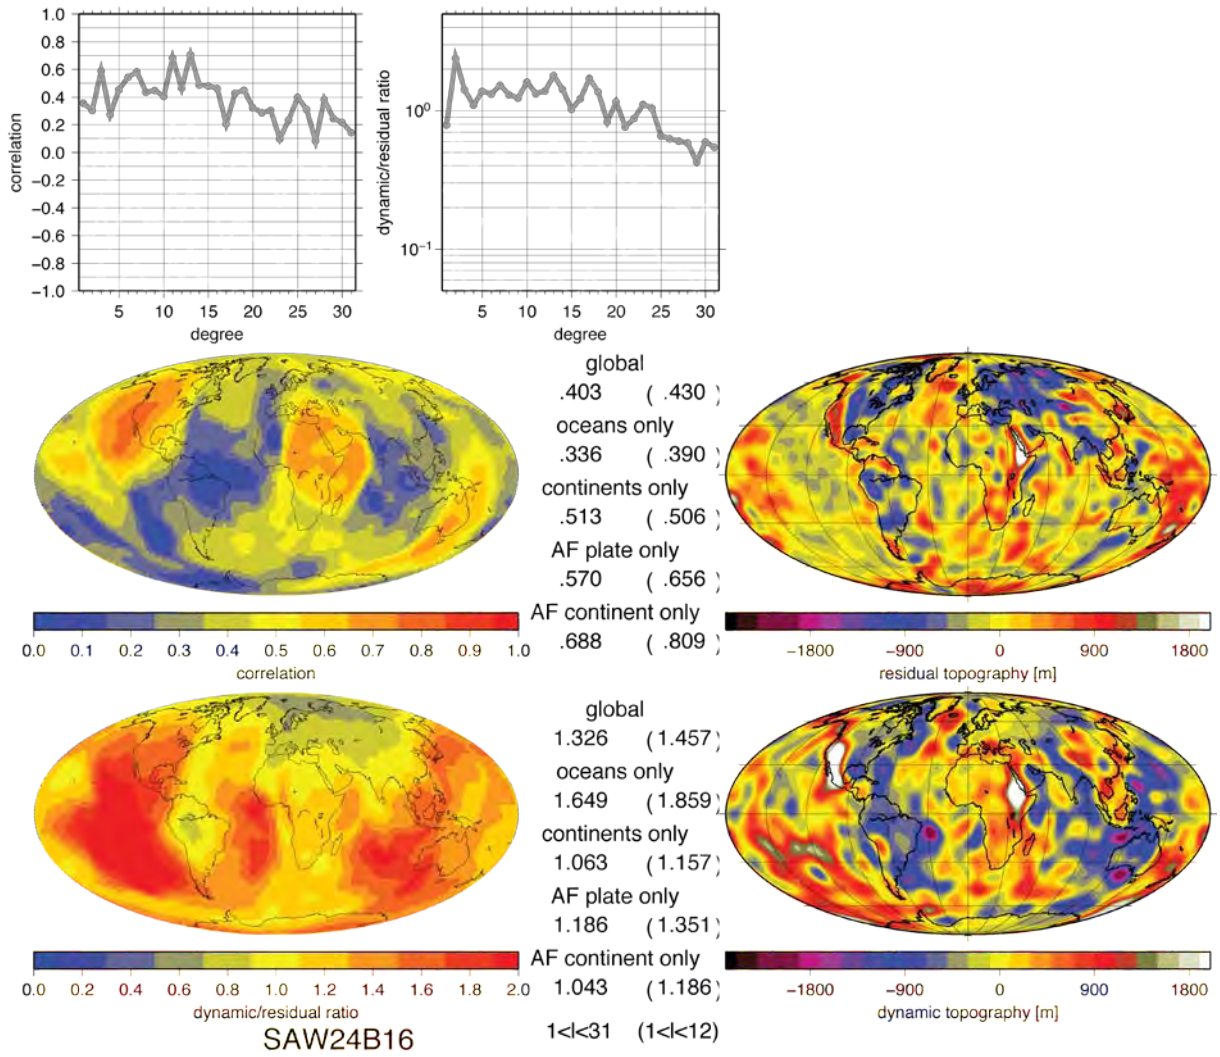 1.0
0.8
0.6
0.4
0.2
0.0
−0.2
−0.4
−0.6
−0.8
−1.0
correlation
5 10 15 20 25 30
degree
10⁰
10⁻¹
dynamic/residual ratio
5 10 15 20 25 30
degree
global
.403 ( .430 )
oceans only
.336 ( .390 )
continents only
.513 ( .506 )
AF plate only
.570 ( .656 )
AF continent only
.688 ( .809 )
0.0 0.1 0.2 0.3 0.4 0.5 0.6 0.7 0.8 0.9 1.0
correlation
−1800 −900 0 900 1800
residual topography [m]
global
1.326 ( 1.457 )
oceans only
1.649 ( 1.859 )
continents only
1.063 ( 1.157 )
AF plate only
1.186 ( 1.351 )
AF continent only
1.043 ( 1.186 )
0.0 0.2 0.4 0.6 0.8 1.0 1.2 1.4 1.6 1.8 2.0
dynamic/residual ratio
−1800 −900 0 900 1800
dynamic topography [m]
SAW24B16
1<l<31 (1<l<12)